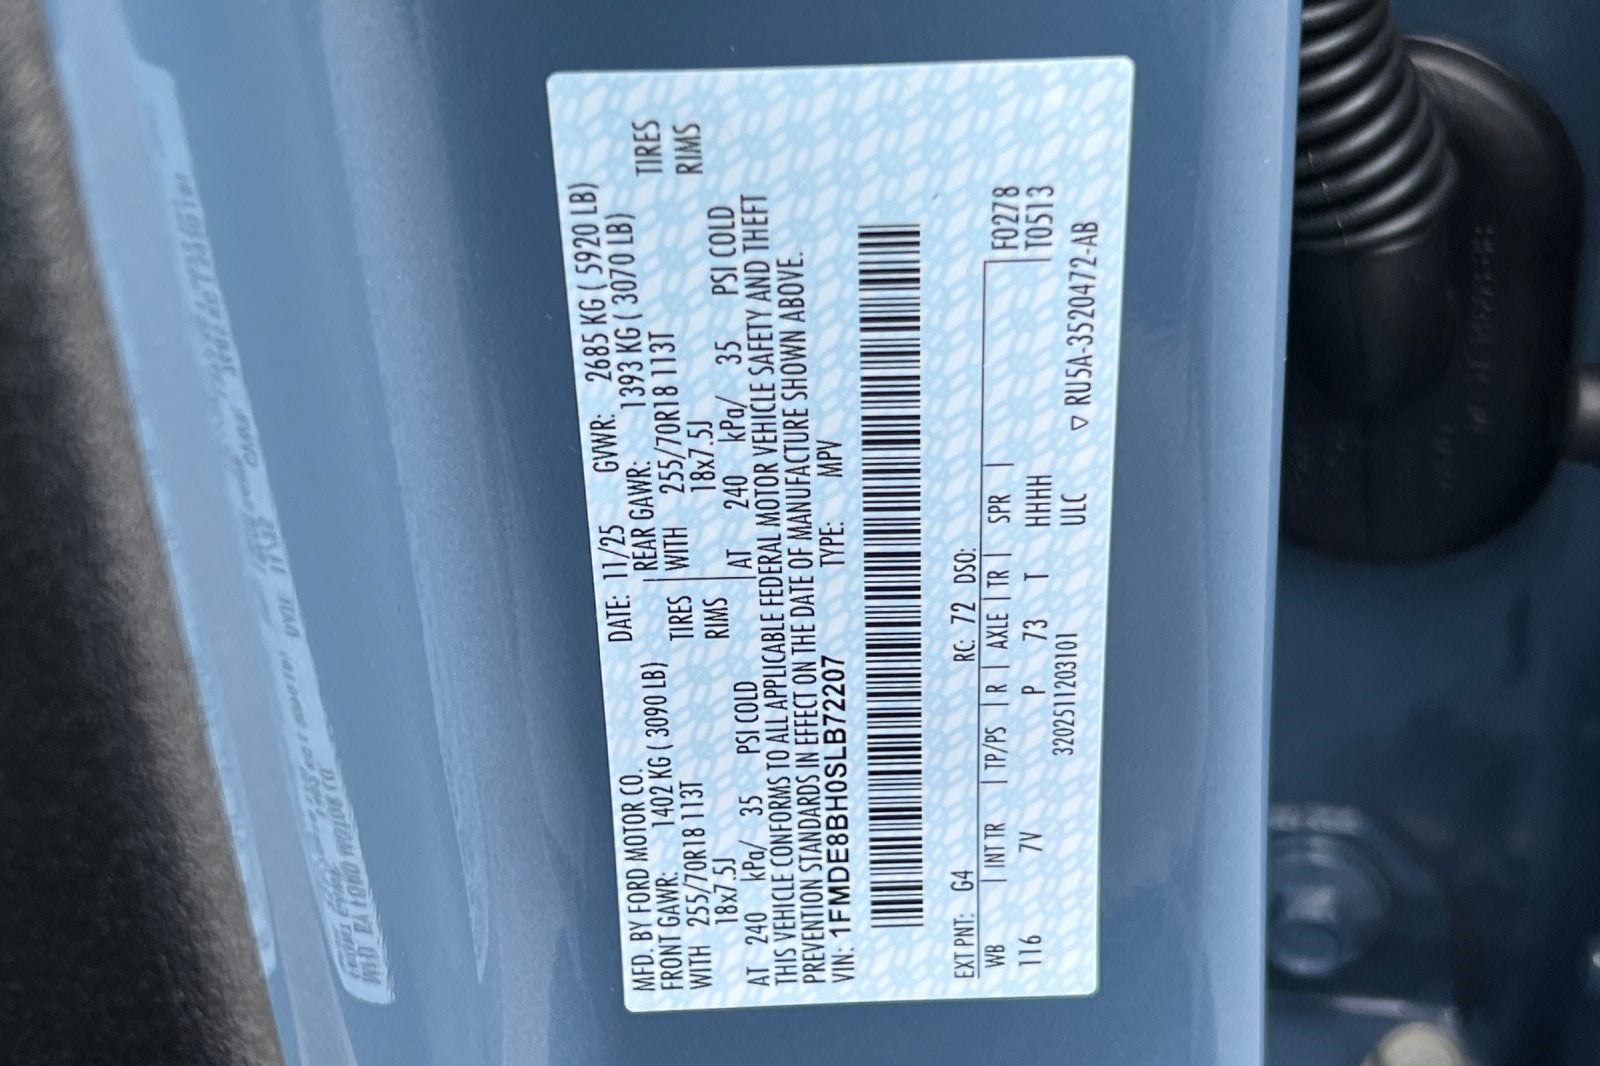 MFD. BY FORD MOTOR CO. DATE: 11/25 GVWR: 2685 KG ( 5920 LB)
FRONT GAWR: 1402 KG ( 3090 LB) REAR GAWR: 1393 KG ( 3070 LB)
WITH 255/70R18 113T TIRES WITH 255/70R18 113T TIRES
18x7.5J RIMS 18x7.5J RIMS
AT 240 kPa/ 35 PSI COLD AT 240 kPa/ 35 PSI COLD
THIS VEHICLE CONFORMS TO ALL APPLICABLE FEDERAL MOTOR VEHICLE SAFETY AND THEFT
PREVENTION STANDARDS IN EFFECT ON THE DATE OF MANUFACTURE SHOWN ABOVE.
VIN: 1FMDE8BH0SLB72207 TYPE: MPV
EXT PNT: G4 RC: 72 DSO: F0278
WB | INT TR | TP/PS | R | AXLE | TR | SPR | T0513
116 7V P 73 T HHHH
320251120310 1 ULC ▽ RU5A-3520472-AB